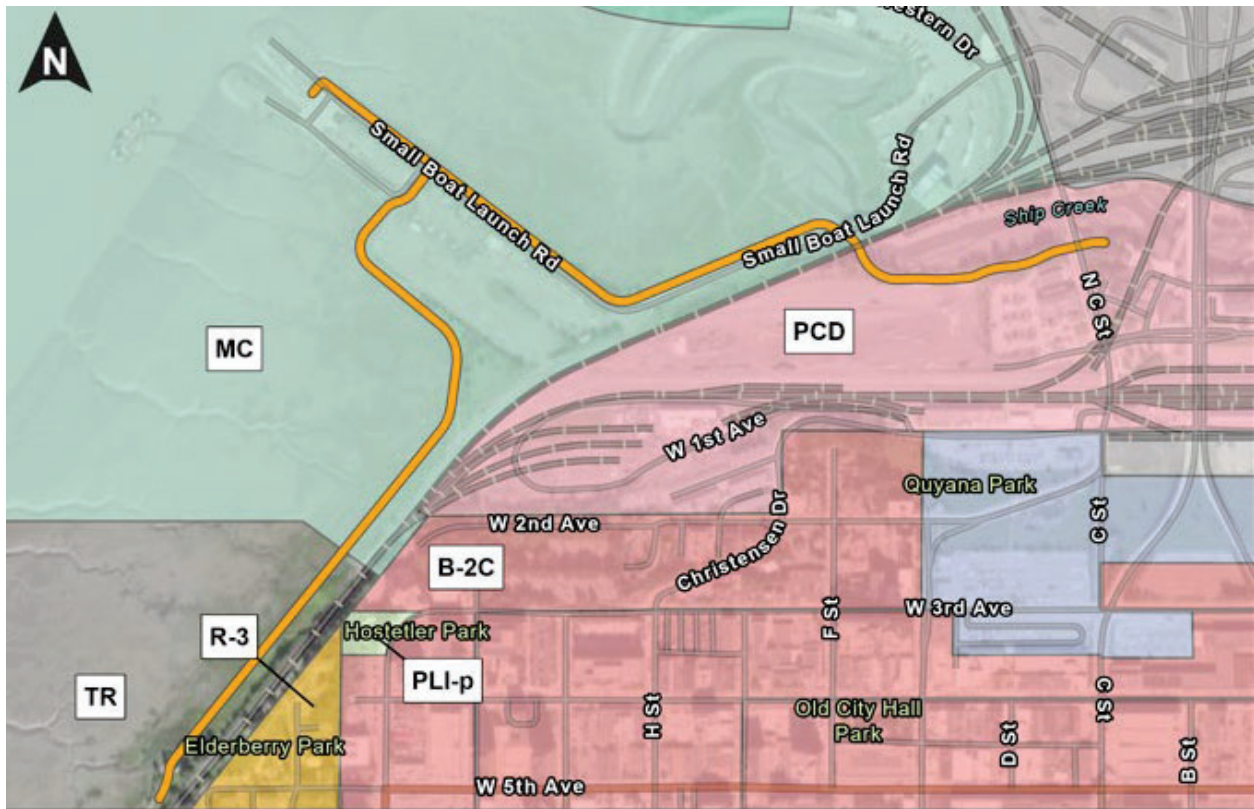 N
Western Dr
Small Boat Launch Rd
Small Boat Launch Rd
Ship Creek
N C St
MC
PCD
W 1st Ave
Quyana Park
C St
W 2nd Ave
Christensen Dr
B-2C
F St
W 3rd Ave
R-3
Hostetler Park
PLI-p
TR
H St
Old City Hall
Park
C St
D St
B St
Elderberry Park
W 5th Ave